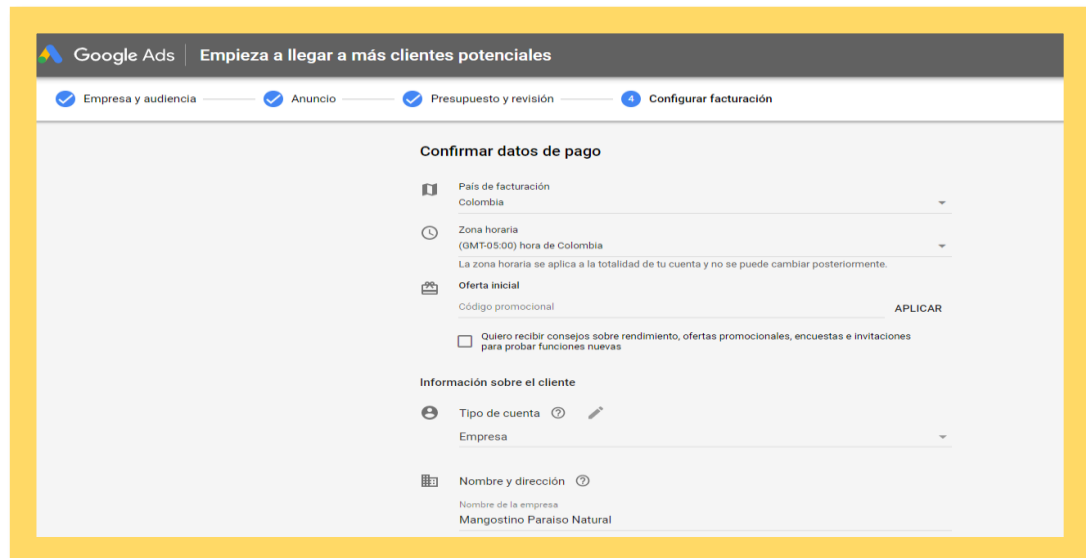 Google Ads Empieza a llegar a más clientes potenciales
Empresa y audiencia Anuncio Presupuesto y revisión 4 Configurar facturación
Confirmar datos de pago
País de facturación
Colombia
Zona horaria
(GMT-05:00) hora de Colombia
La zona horaria se aplica a la totalidad de tu cuenta y no se puede cambiar posteriormente.
Oferta inicial
Código promocional APLICAR
Quiero recibir consejos sobre rendimiento, ofertas promocionales, encuestas e invitaciones
para probar funciones nuevas
Información sobre el cliente
Tipo de cuenta
Empresa
Nombre y dirección
Nombre de la empresa
Mangostino Paraiso Natural